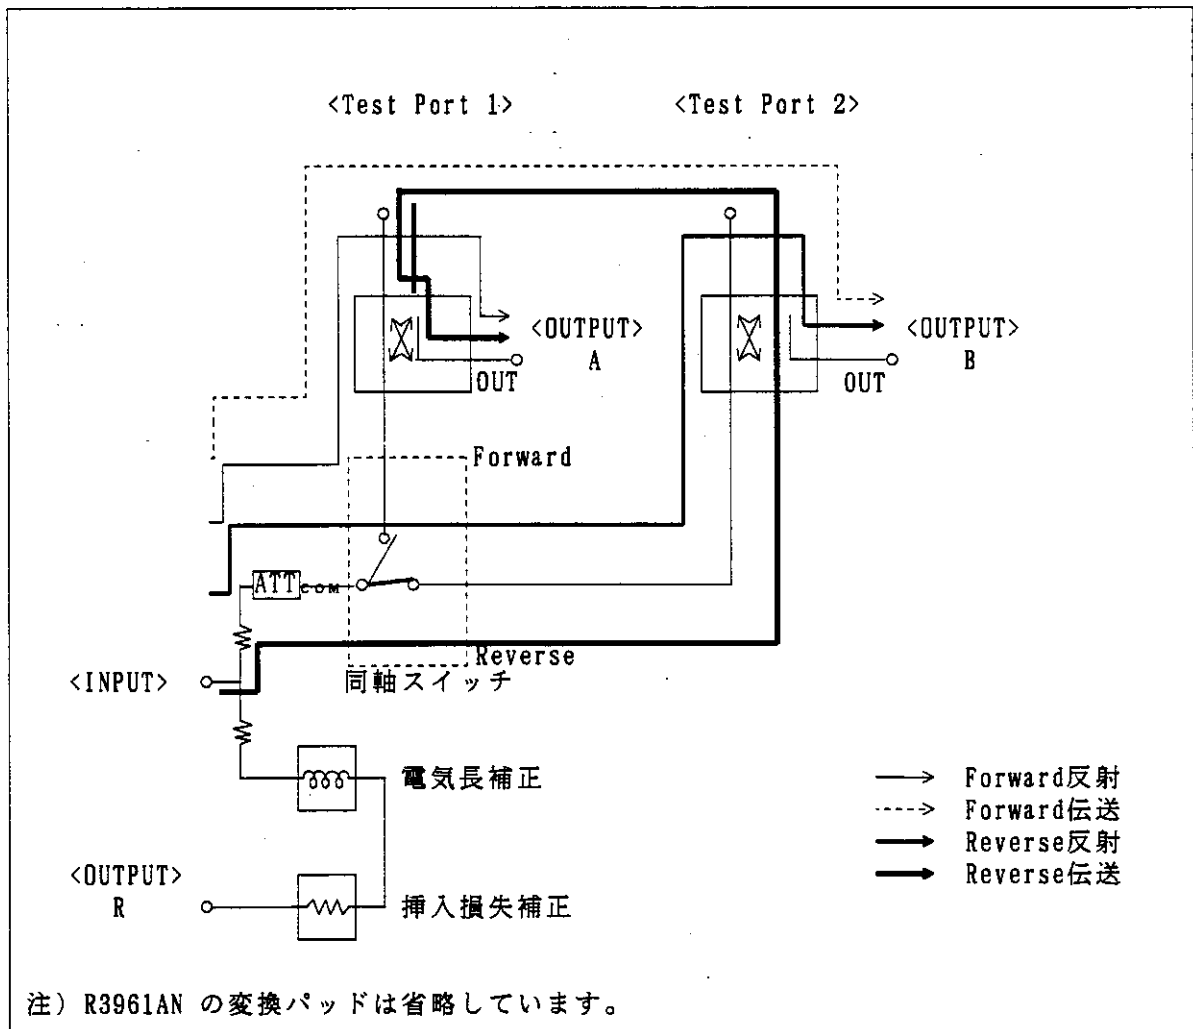 <Test Port 1>
<Test Port 2>
<OUTPUT>
A
OUT
<OUTPUT>
B
OUT
Forward
ATT
COM
Reverse
同軸スイッチ
<INPUT>
電気長補正
<OUTPUT>
R
挿入損失補正
Forward反射
Forward伝送
Reverse反射
Reverse伝送
注) R3961AN の変換パッドは省略しています。